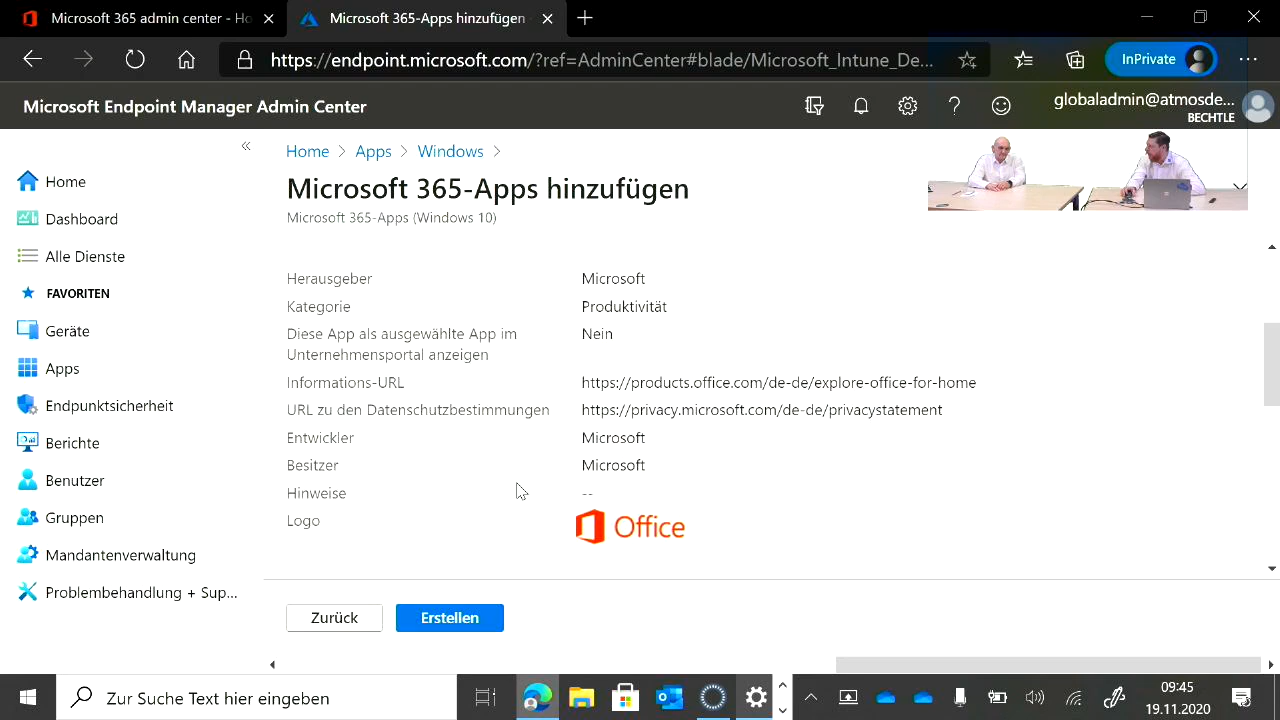 Microsoft 365 admin center - Ho
Microsoft 365-Apps hinzufügen
https://endpoint.microsoft.com/?ref=AdminCenter#blade/Microsoft_Intune_De...
InPrivate
Microsoft Endpoint Manager Admin Center
globaladmin@atmosde...
BECHTLE
Home
Dashboard
Alle Dienste
FAVORITEN
Geräte
Apps
Endpunktsicherheit
Berichte
Benutzer
Gruppen
Mandantenverwaltung
Problembehandlung + Sup...
Home > Apps > Windows >
Microsoft 365-Apps hinzufügen
Microsoft 365-Apps (Windows 10)
Herausgeber Microsoft
Kategorie Produktivität
Diese App als ausgewählte App im Nein
Unternehmensportal anzeigen
Informations-URL https://products.office.com/de-de/explore-office-for-home
URL zu den Datenschutzbestimmungen https://privacy.microsoft.com/de-de/privacystatement
Entwickler Microsoft
Besitzer Microsoft
Hinweise --
Logo Office
Zurück Erstellen
Zur Suche Text hier eingeben
09:45
19.11.2020